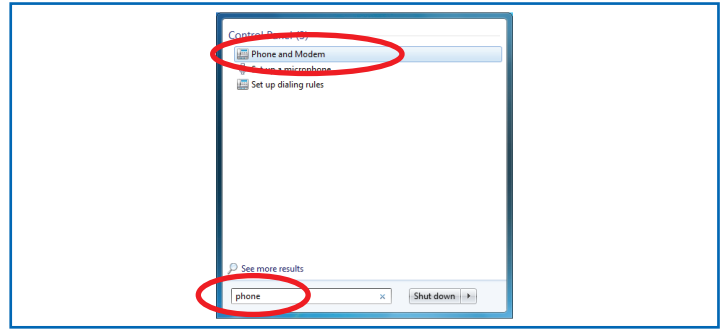 Control Panel (3)
Phone and Modem
Set up a microphone
Set up dialing rules
See more results
phone
Shut down